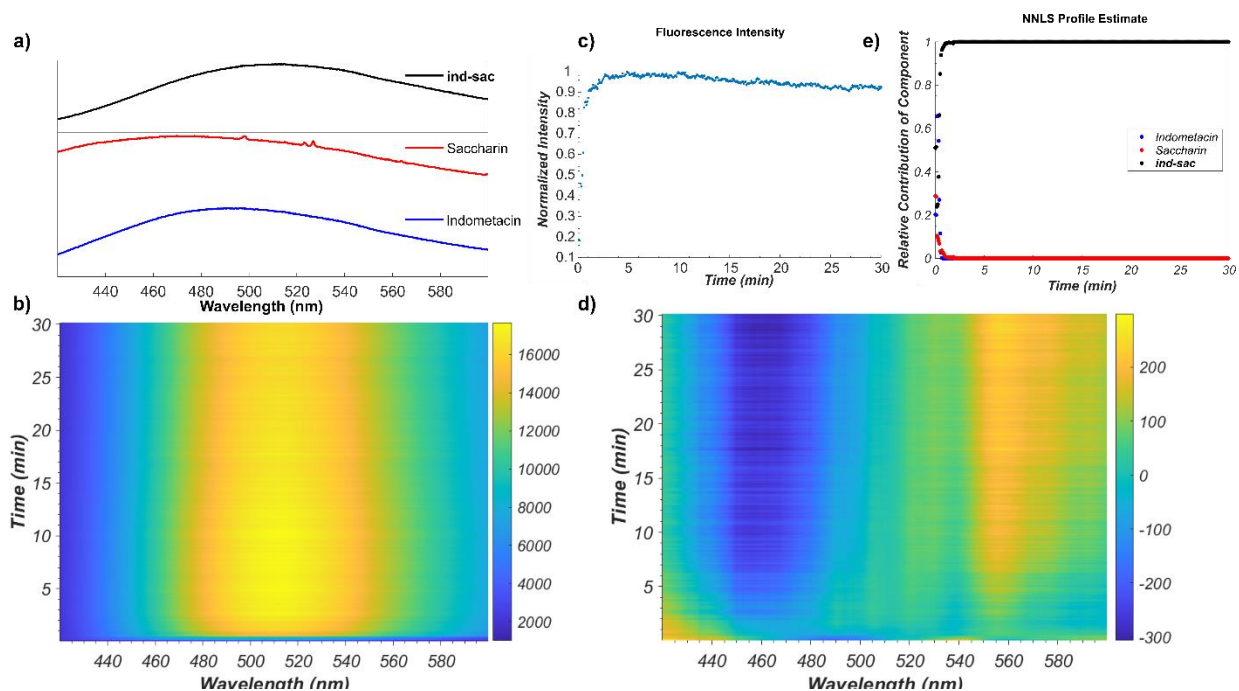 a)
ind-sac
Saccharin
Indometacin
440 460 480 500 520 540 560 580
Wavelength (nm)
c)
Fluorescence Intensity
Normalized Intensity
1
0.9
0.8
0.7
0.6
0.5
0.4
0.3
0.2
0.1
0 5 10 15 20 25 30
Time (min)
e)
NNLS Profile Estimate
Relative Contribution of Component
1
0.8
0.6
0.4
0.2
0
0 5 10 15 20 25 30
Time (min)
Indometacin
Saccharin
ind-sac
b)
Time (min)
30
25
20
15
10
5
440 460 480 500 520 540 560 580
Wavelength (nm)
16000
14000
12000
10000
8000
6000
4000
2000
d)
Time (min)
30
25
20
15
10
5
440 460 480 500 520 540 560 580
Wavelength (nm)
200
100
0
-100
-200
-300